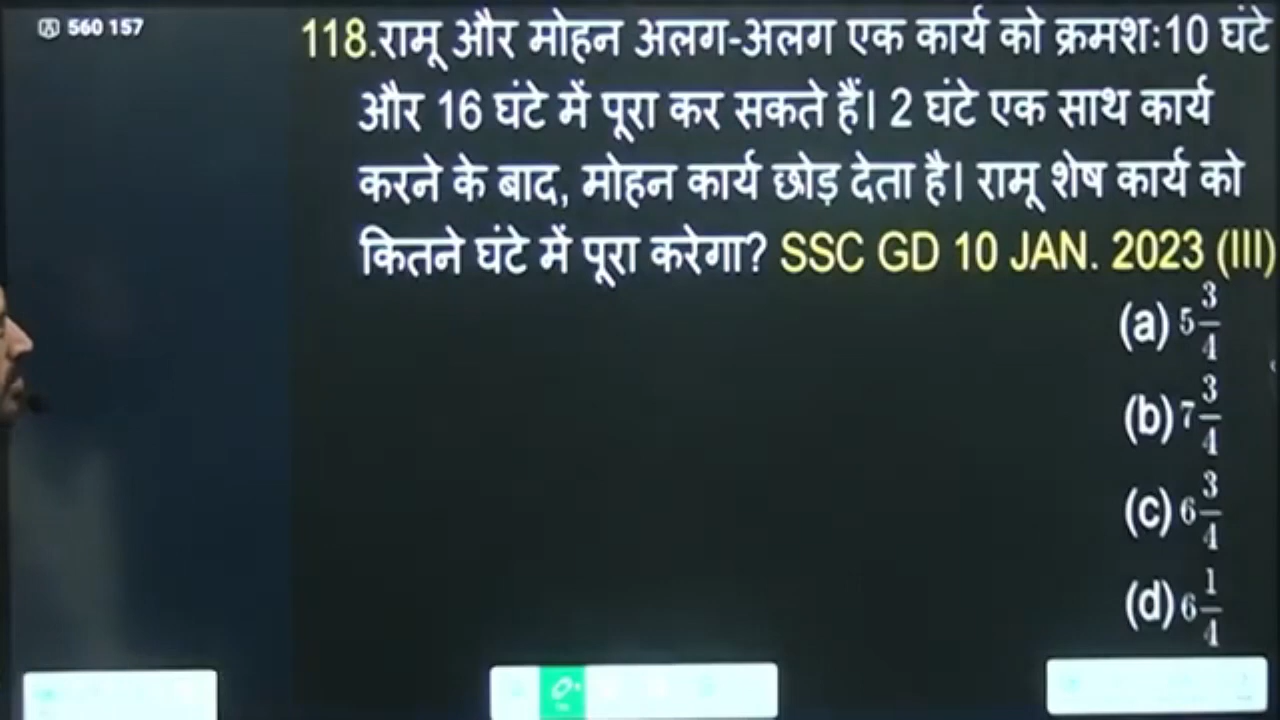 560 157
118.रामू और मोहन अलग-अलग एक कार्य को क्रमशः10 घंटे
और 16 घंटे में पूरा कर सकते हैं। 2 घंटे एक साथ कार्य
करने के बाद, मोहन कार्य छोड़ देता है। रामू शेष कार्य को
कितने घंटे में पूरा करेगा? SSC GD 10 JAN. 2023 (III)
(a) 5 3/4
(b) 7 3/4
(c) 6 3/4
(d) 6 1/4